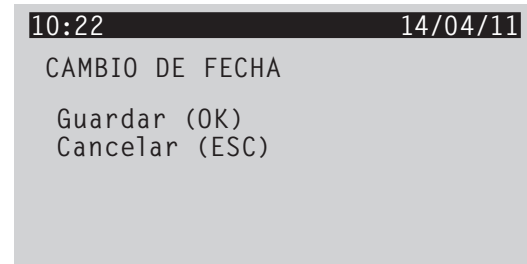 10:22 14/04/11
CAMBIO DE FECHA
Guardar (OK)
Cancelar (ESC)